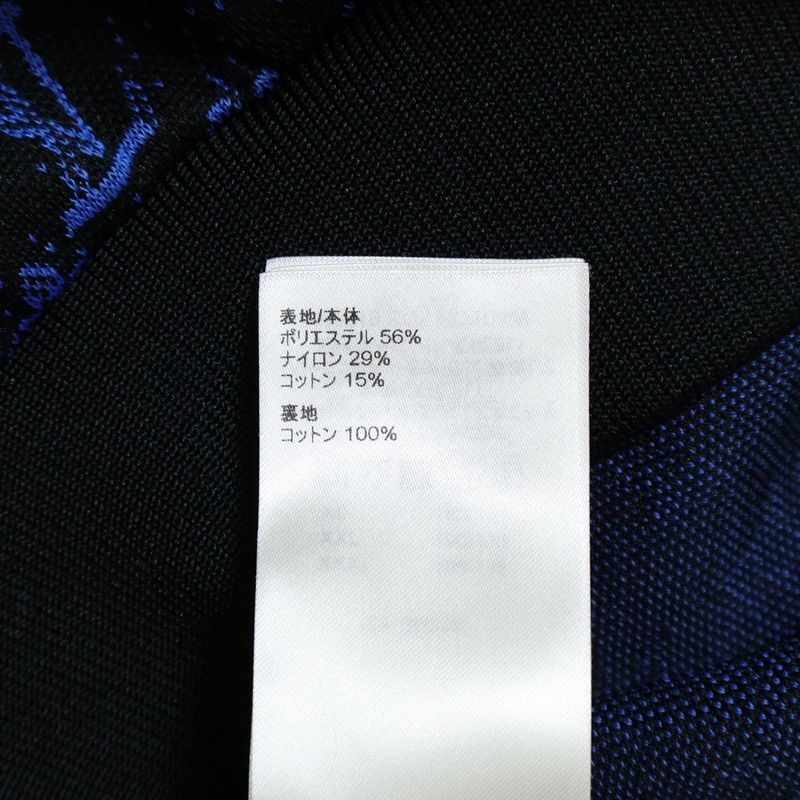 表地/本体
ポリエステル 56%
ナイロン 29%
コットン 15%
裏地
コットン 100%